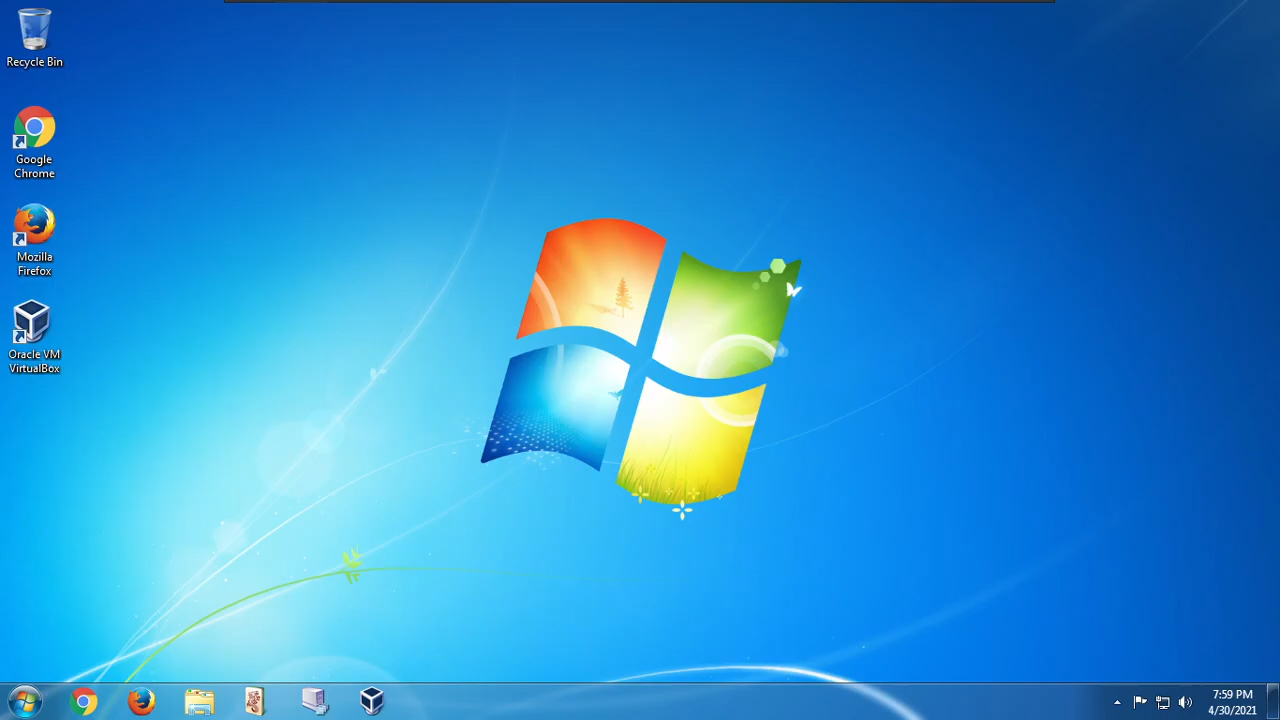 Recycle Bin
Google
Chrome
Mozilla
Firefox
Oracle VM
VirtualBox
7:59 PM
4/30/2021